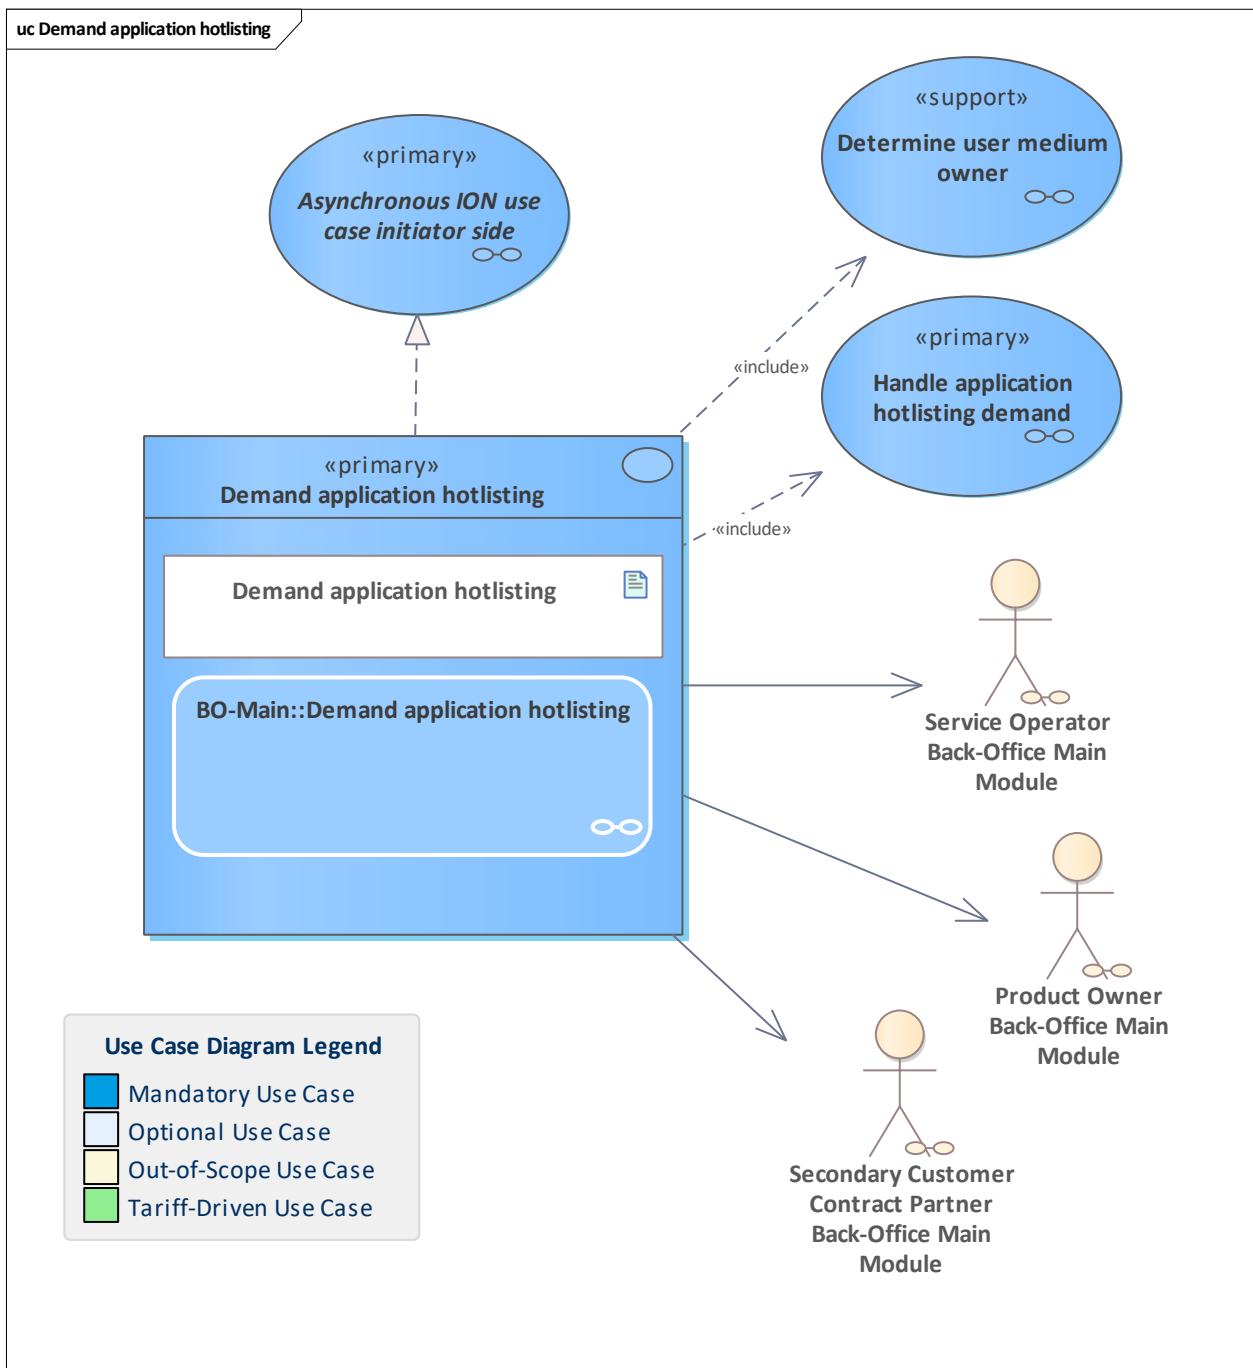 uc Demand application hotlisting
«primary»
Asynchronous ION use
case initiator side
«support»
Determine user medium
owner
«include»
«primary»
Handle application
hotlisting demand
«include»
«primary»
Demand application hotlisting
Demand application hotlisting
BO-Main::Demand application hotlisting
Service Operator
Back-Office Main
Module
Product Owner
Back-Office Main
Module
Secondary Customer
Contract Partner
Back-Office Main
Module
Use Case Diagram Legend
Mandatory Use Case
Optional Use Case
Out-of-Scope Use Case
Tariff-Driven Use Case